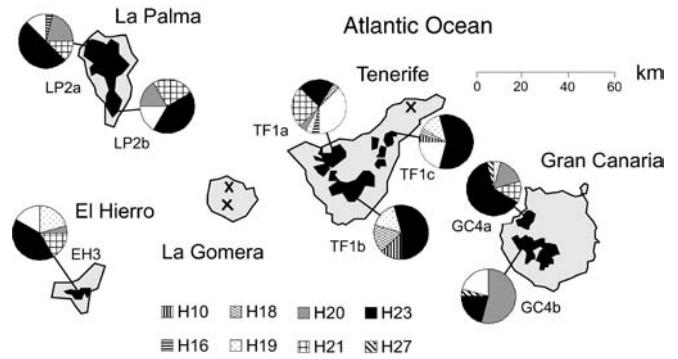 La Palma
Atlantic Ocean
Tenerife
km
0 20 40 60
LP2a
LP2b
TF1a
TF1c
TF1b
X
X
X
Gran Canaria
GC4a
GC4b
El Hierro
EH3
La Gomera
H10 H18 H20 H23
H16 H19 H21 H27